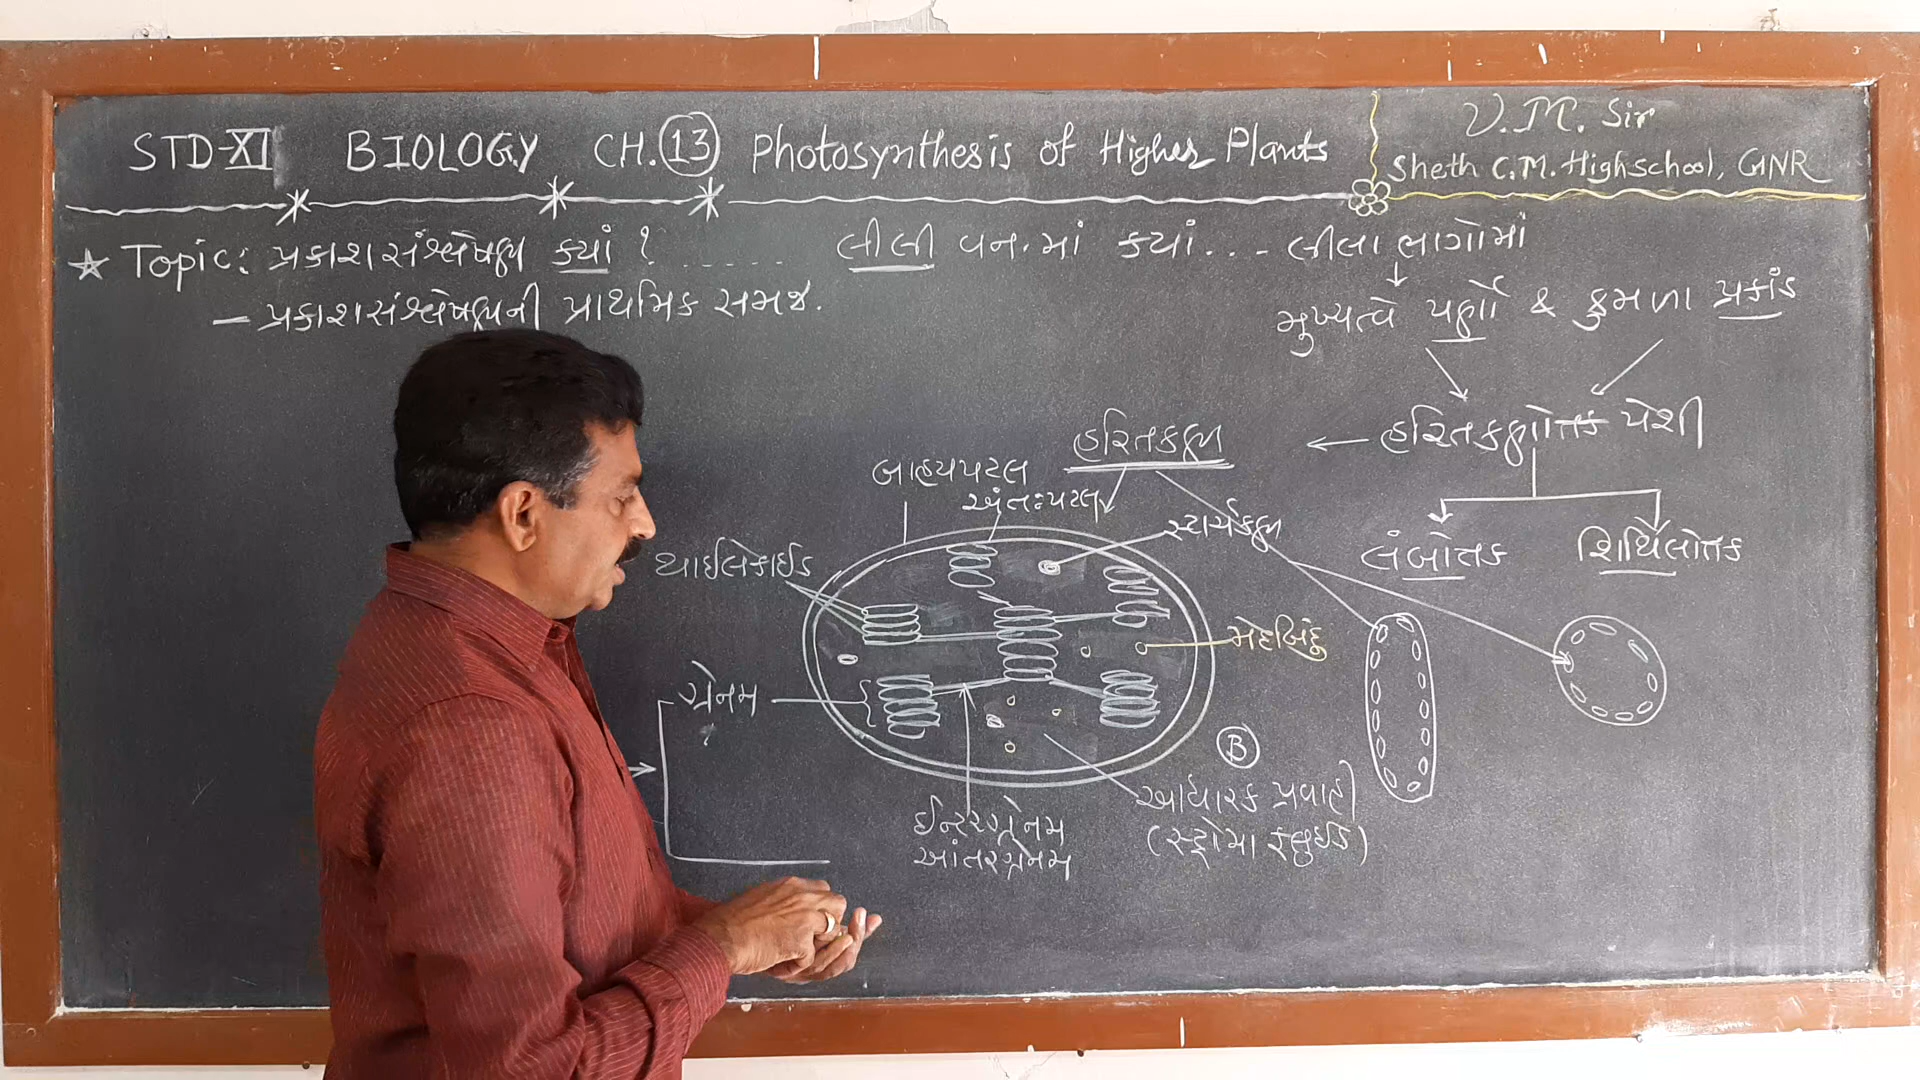 STD-XI BIOLOGY CH. 13 Photosynthesis of Higher Plants
V.M. Sir
Sheth C.M. Highschool, GNR
Topic: પ્રકાશસંશ્લેષણ ક્યાં ? ...... લીલી વન.માં ક્યાં... - લીલા ભાગોમાં
- પ્રકાશસંશ્લેષણની પ્રાથમિક સમજ.
મુખ્યત્વે પર્ણો & કુમળા પ્રકાંડ
હરિતકણ
હરિતકણોતક પેશી
બાહ્યપટલ
અંતઃપટલ
સ્ટાર્ચકણ
લંબોતક
શિથિલોતક
થાઈલેકોઈડ
મેદબિંદુ
ગ્રેનમ
B
આધારક પ્રવાહી
(સ્ટ્રોમા ફ્લુઈડ)
ઈન્ટરગ્રેનમ
આંતરગ્રેનમ